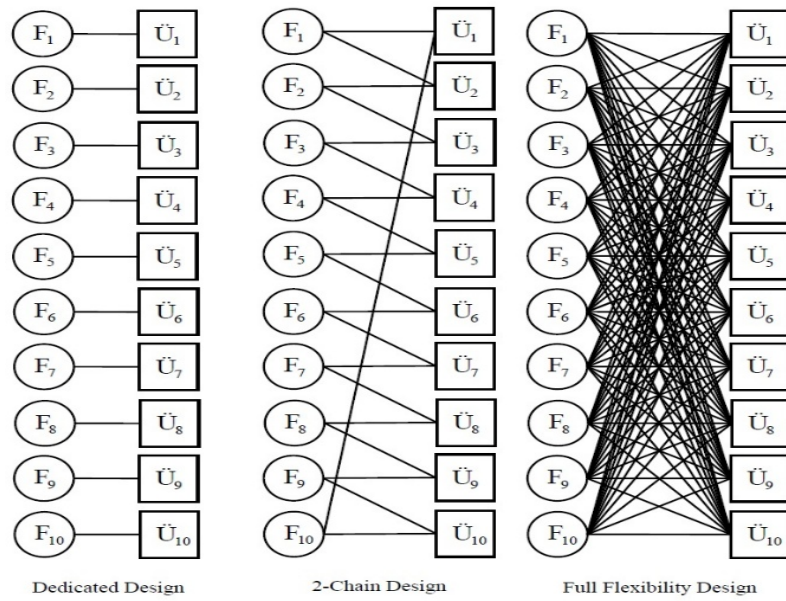 F₁ Ü₁ F₁ Ü₁ F₁ Ü₁
F₂ Ü₂ F₂ Ü₂ F₂ Ü₂
F₃ Ü₃ F₃ Ü₃ F₃ Ü₃
F₄ Ü₄ F₄ Ü₄ F₄ Ü₄
F₅ Ü₅ F₅ Ü₅ F₅ Ü₅
F₆ Ü₆ F₆ Ü₆ F₆ Ü₆
F₇ Ü₇ F₇ Ü₇ F₇ Ü₇
F₈ Ü₈ F₈ Ü₈ F₈ Ü₈
F₉ Ü₉ F₉ Ü₉ F₉ Ü₉
F₁₀ Ü₁₀ F₁₀ Ü₁₀ F₁₀ Ü₁₀
Dedicated Design 2-Chain Design Full Flexibility Design